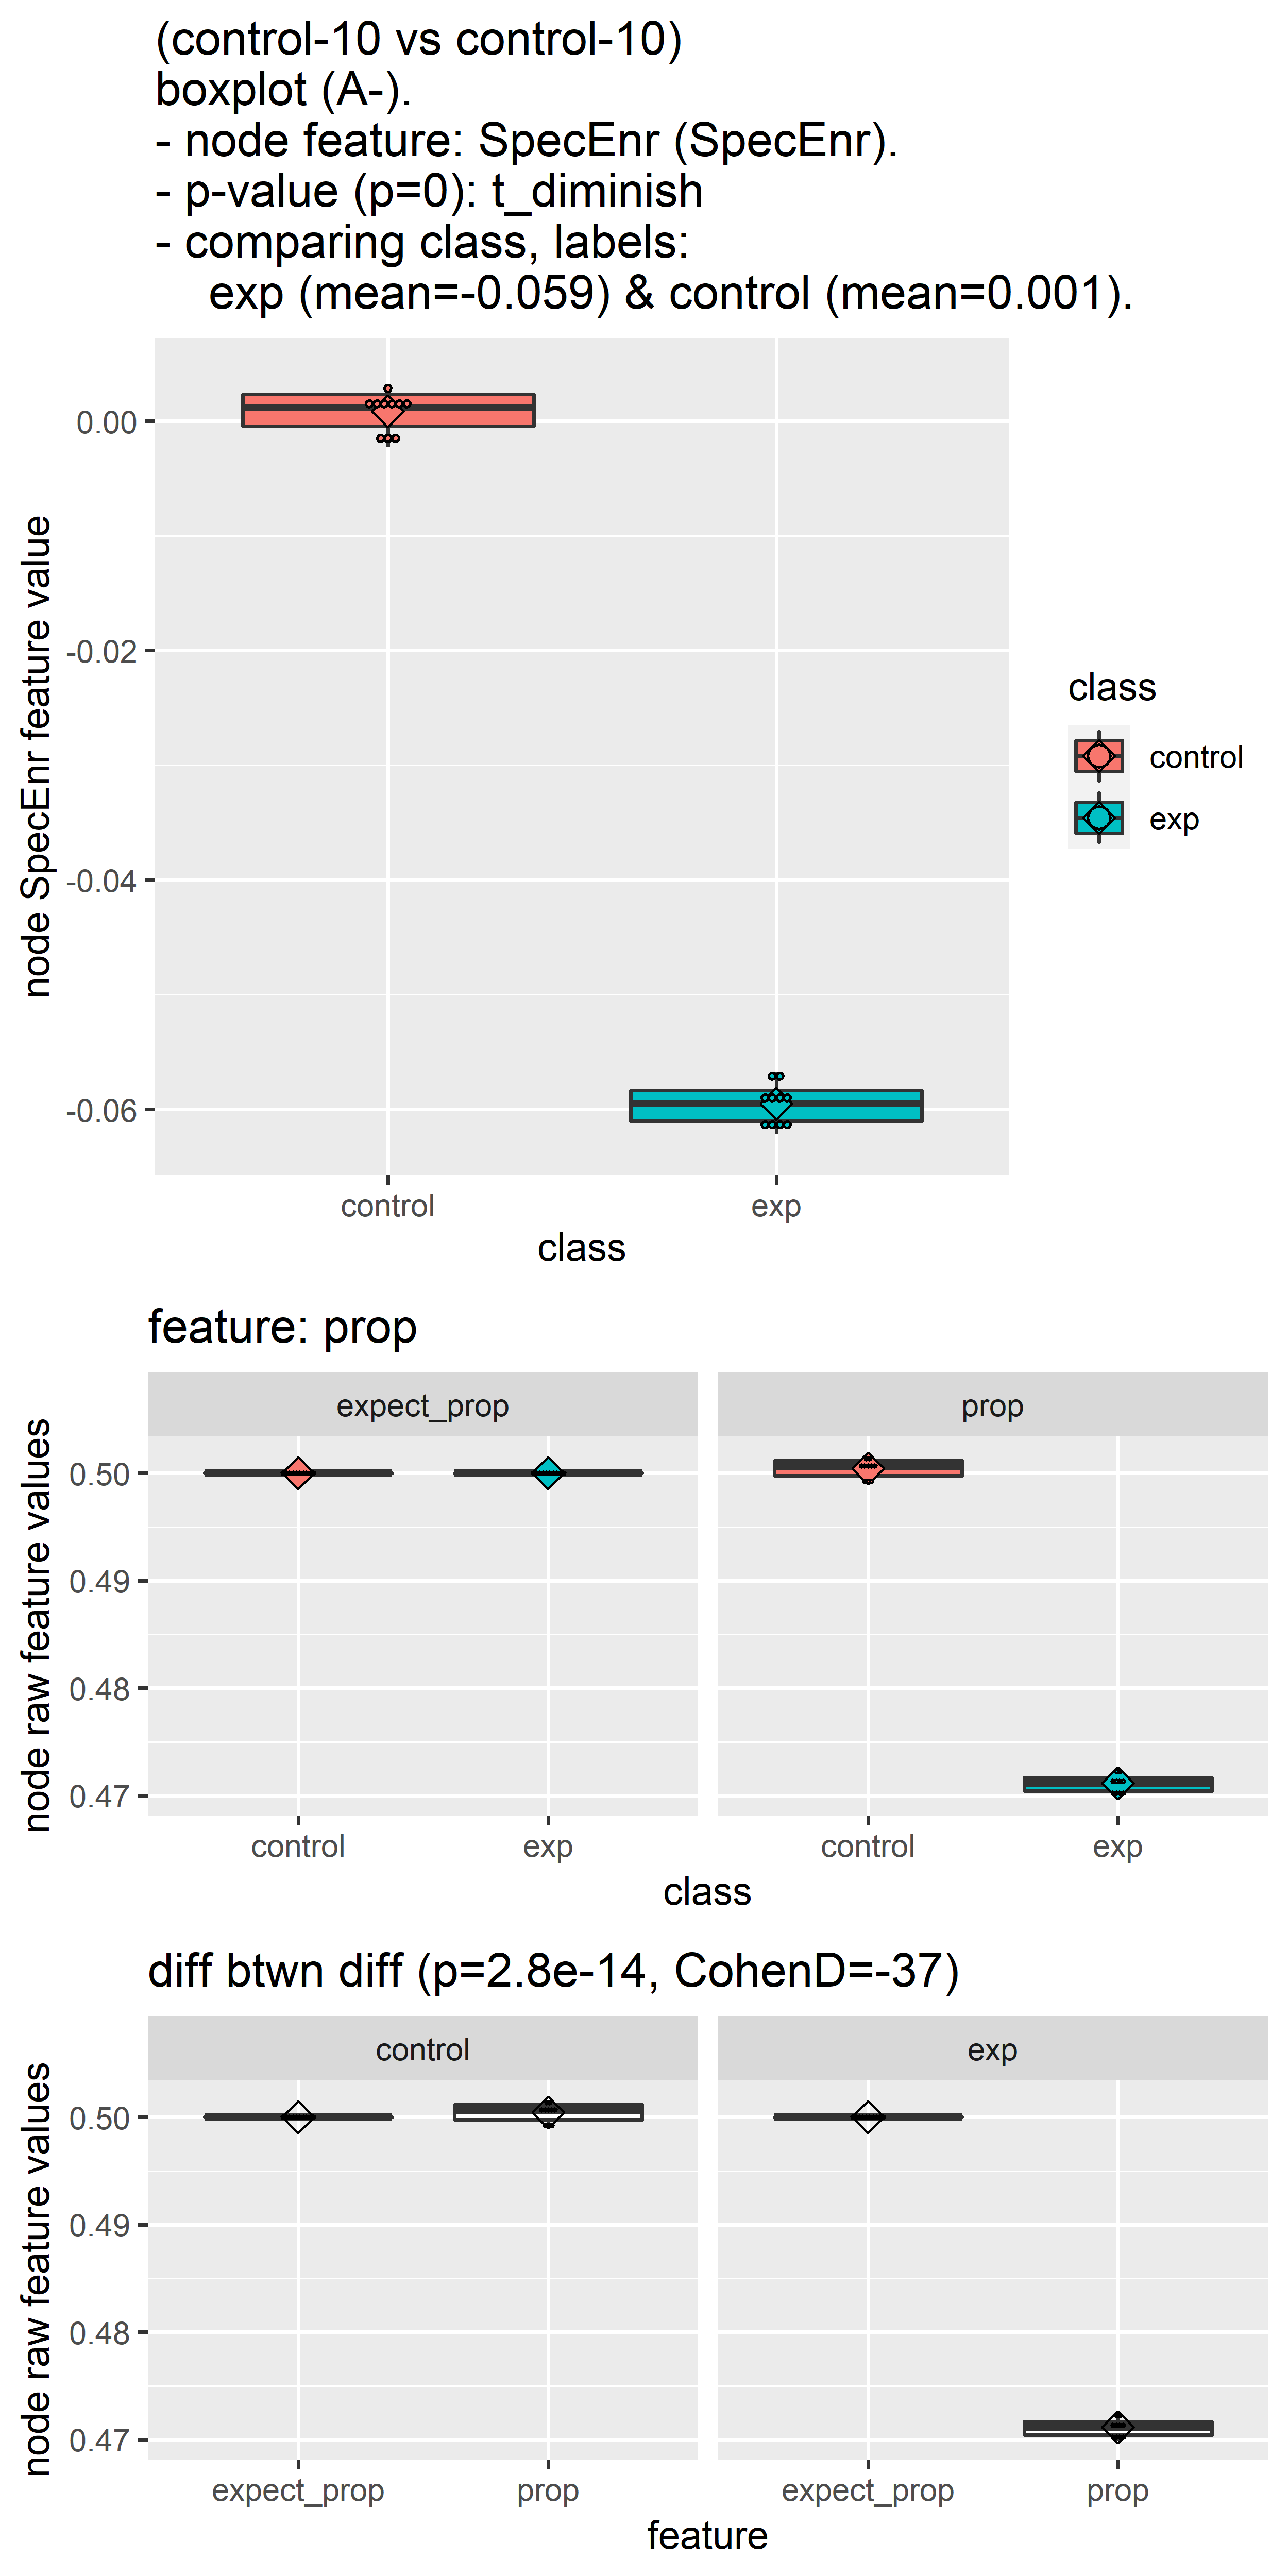 (control-10 vs control-10)
boxplot (A-).
- node feature: SpecEnr (SpecEnr).
- p-value (p=0): t_diminish
- comparing class, labels:
exp (mean=-0.059) & control (mean=0.001).
node SpecEnr feature value
0.00
-0.02
-0.04
-0.06
control
exp
class
class
control
exp
feature: prop
expect_prop
prop
node raw feature values
0.50
0.49
0.48
0.47
control
exp
control
exp
class
diff btwn diff (p=2.8e-14, CohenD=-37)
control
exp
node raw feature values
0.50
0.49
0.48
0.47
expect_prop
prop
expect_prop
prop
feature